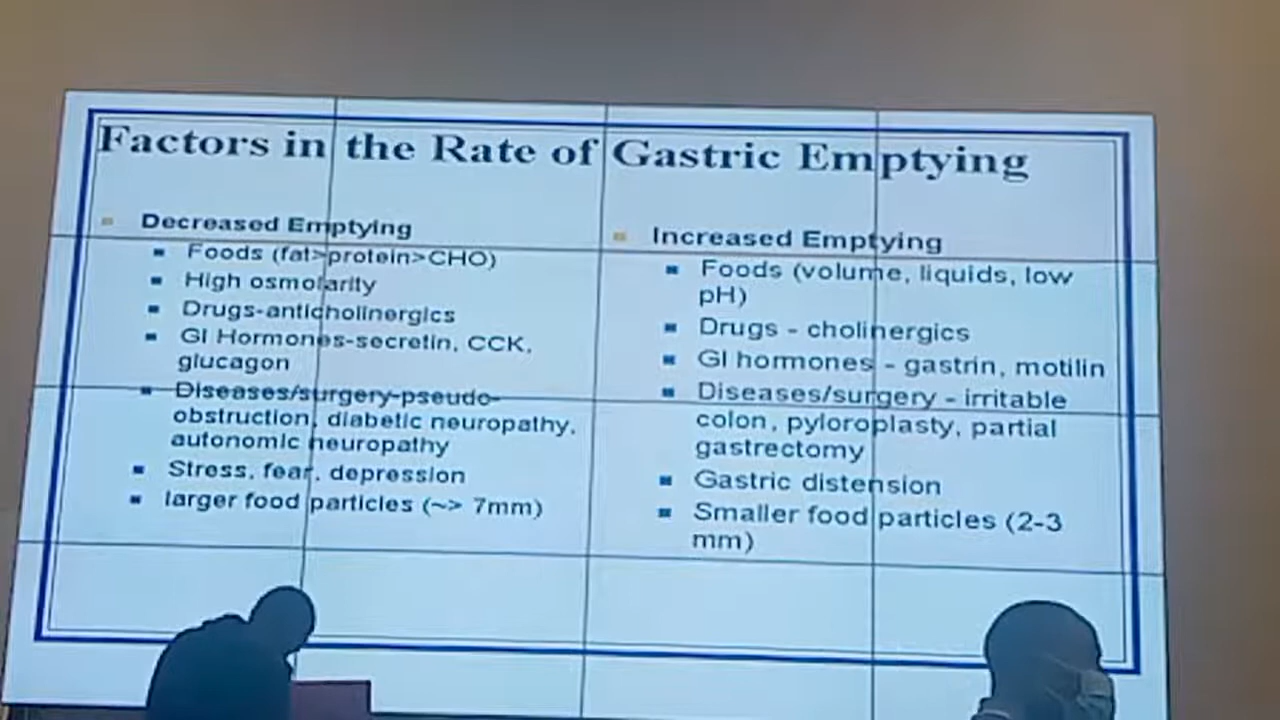 Factors in the Rate of Gastric Emptying
Decreased Emptying
Foods (fat>protein>CHO)
High osmolarity
Drugs-anticholinergics
GI Hormones-secretin, CCK,
glucagon
Diseases/surgery-pseudo-
obstruction, diabetic neuropathy,
autonomic neuropathy
Stress, fear, depression
larger food particles (~> 7mm)
Increased Emptying
Foods (volume, liquids, low
pH)
Drugs - cholinergics
GI hormones - gastrin, motilin
Diseases/surgery - irritable
colon, pyloroplasty, partial
gastrectomy
Gastric distension
Smaller food particles (2-3
mm)